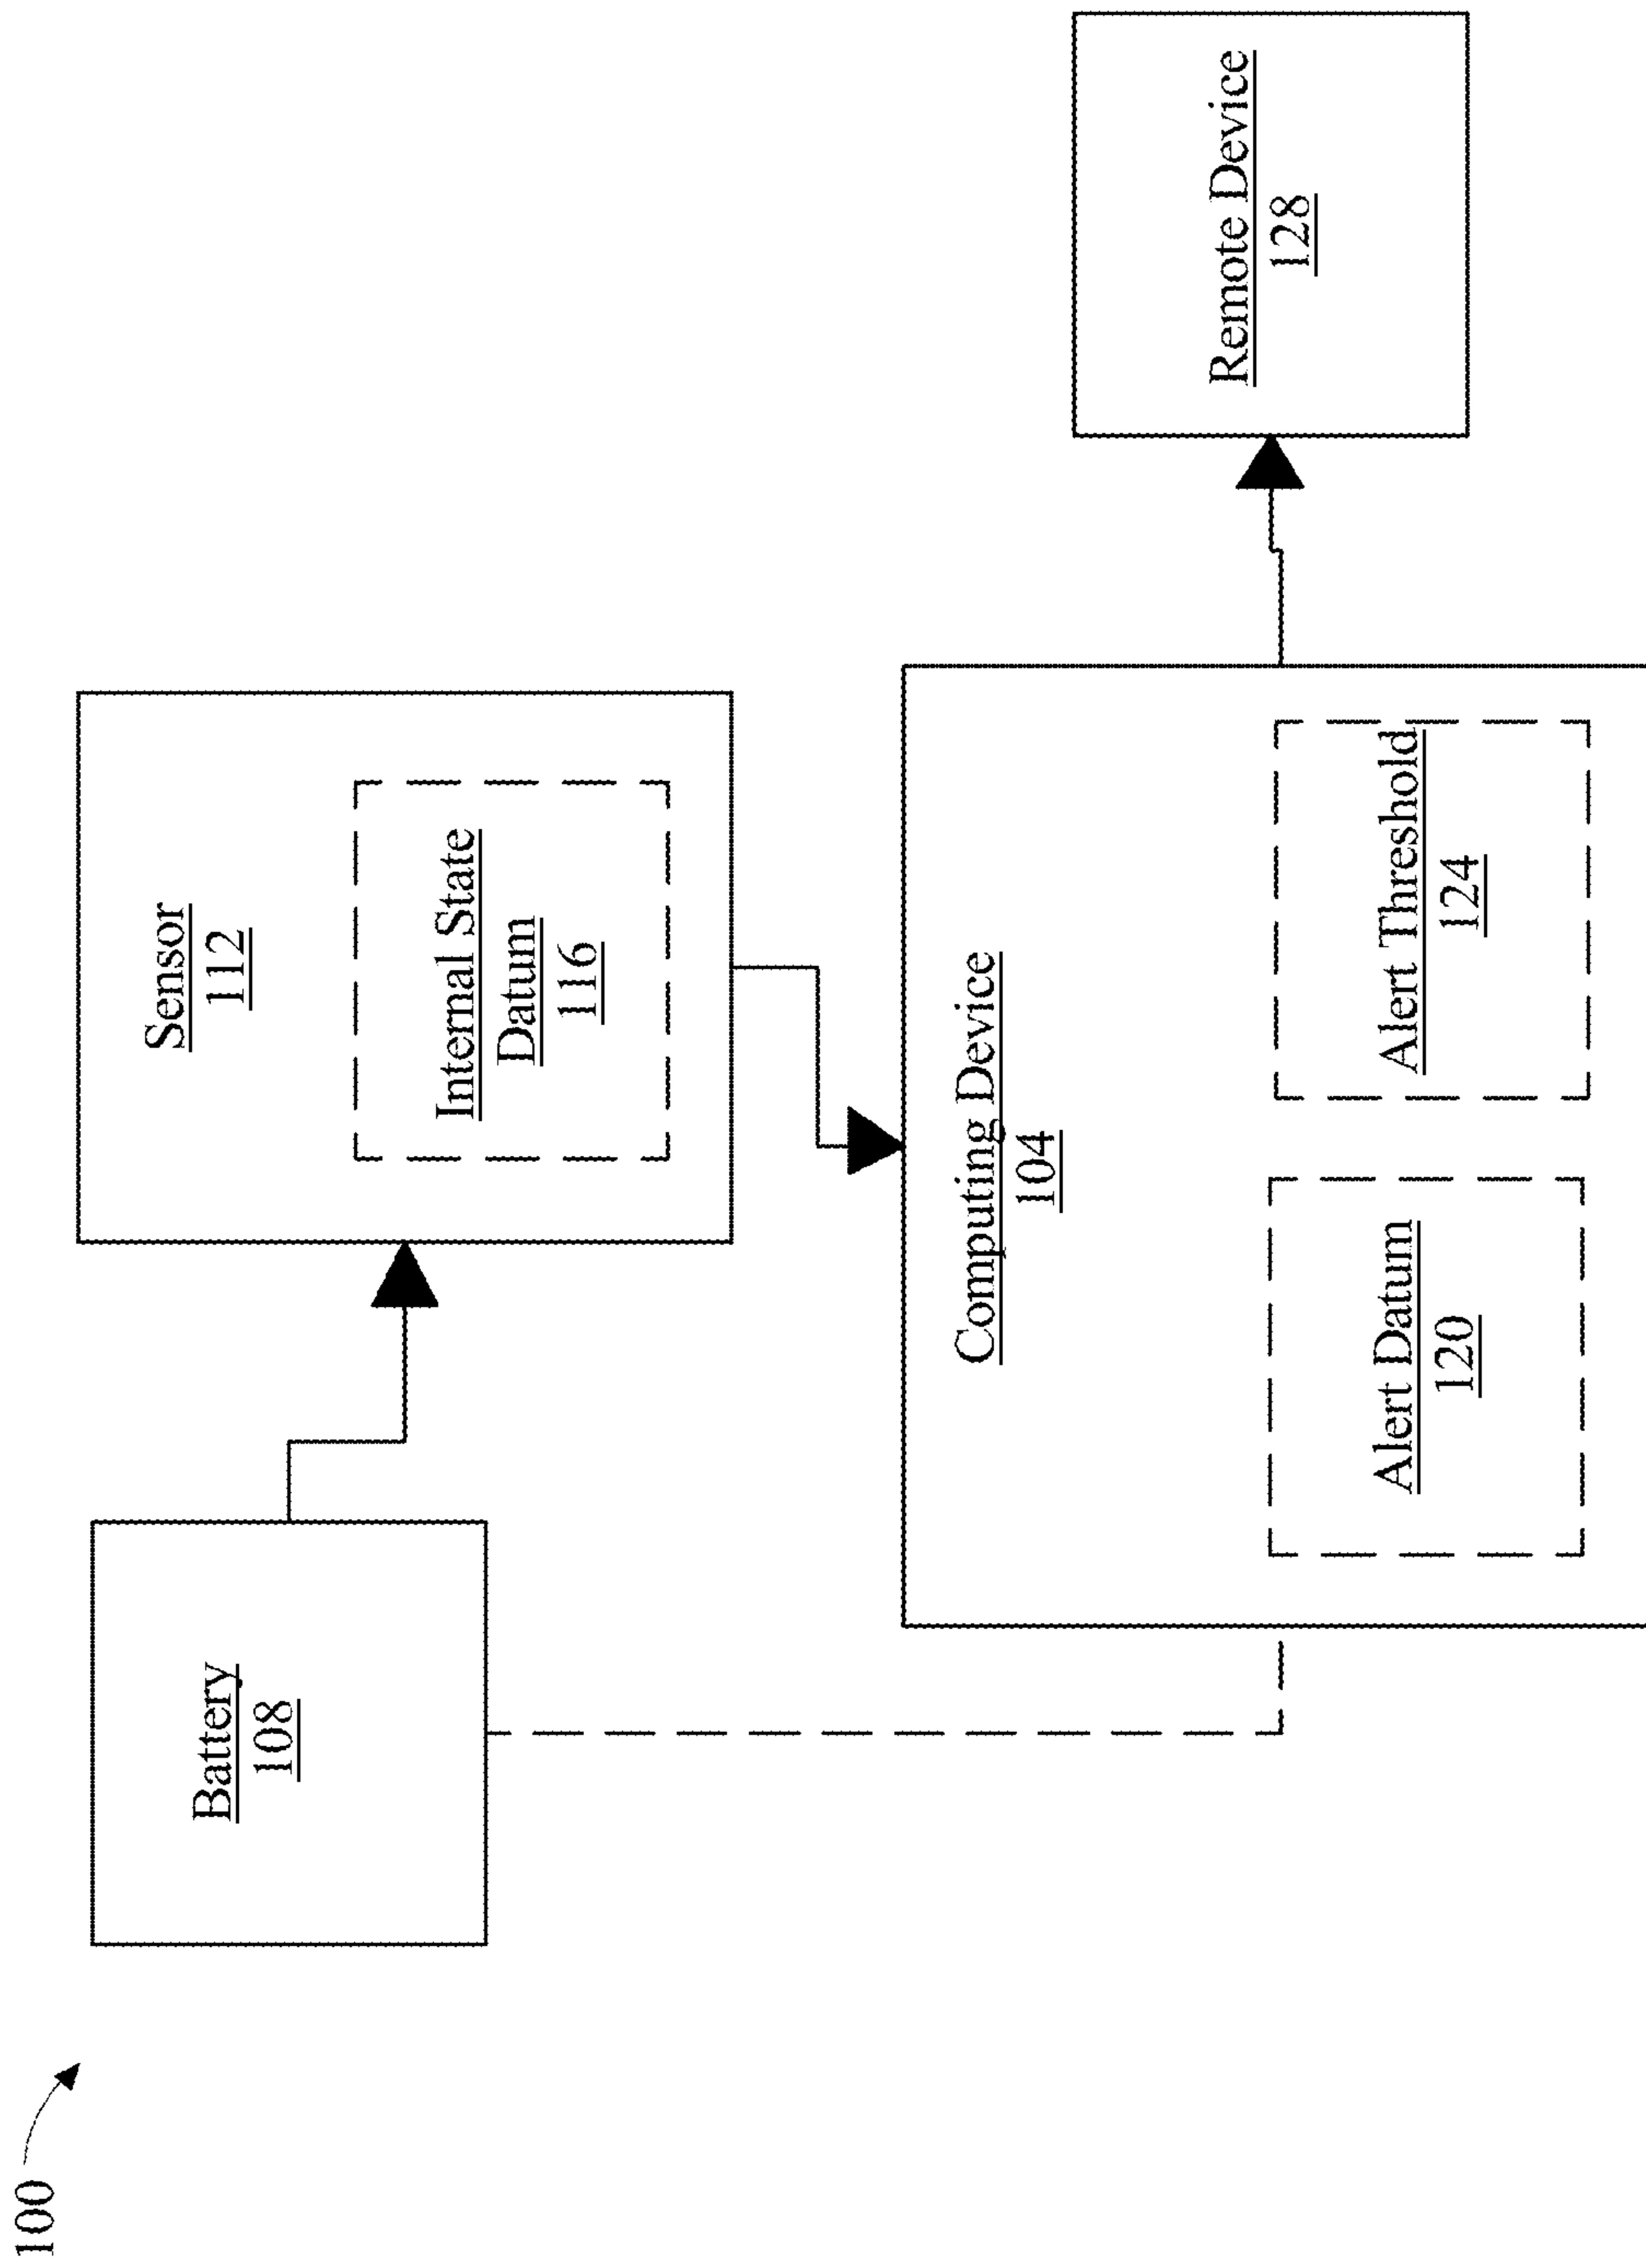 100
Battery
108
Sensor
112
Internal State
Datum
116
Computing Device
104
Alert Datum
120
Alert Threshold
124
Remote Device
128